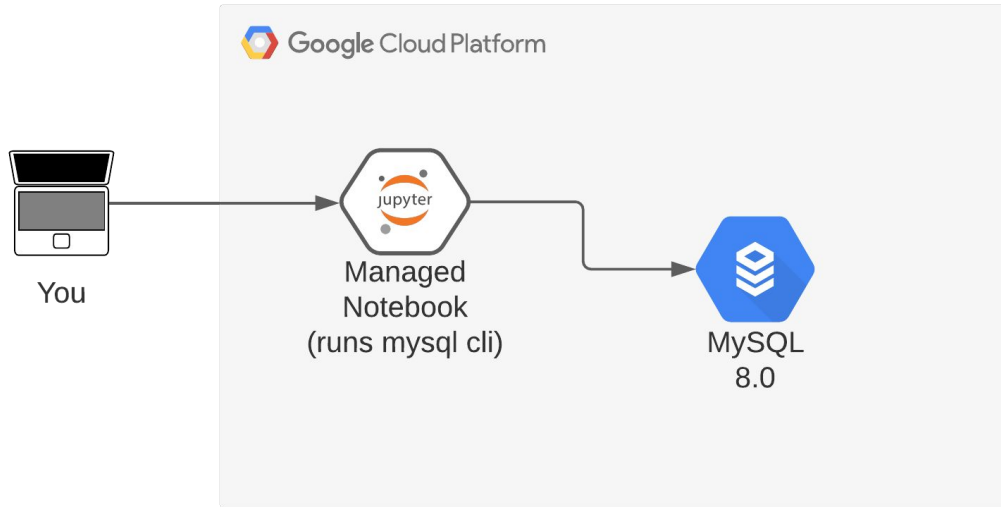 Google Cloud Platform
jupyter
You
Managed
Notebook
(runs mysql cli)
MySQL
8.0